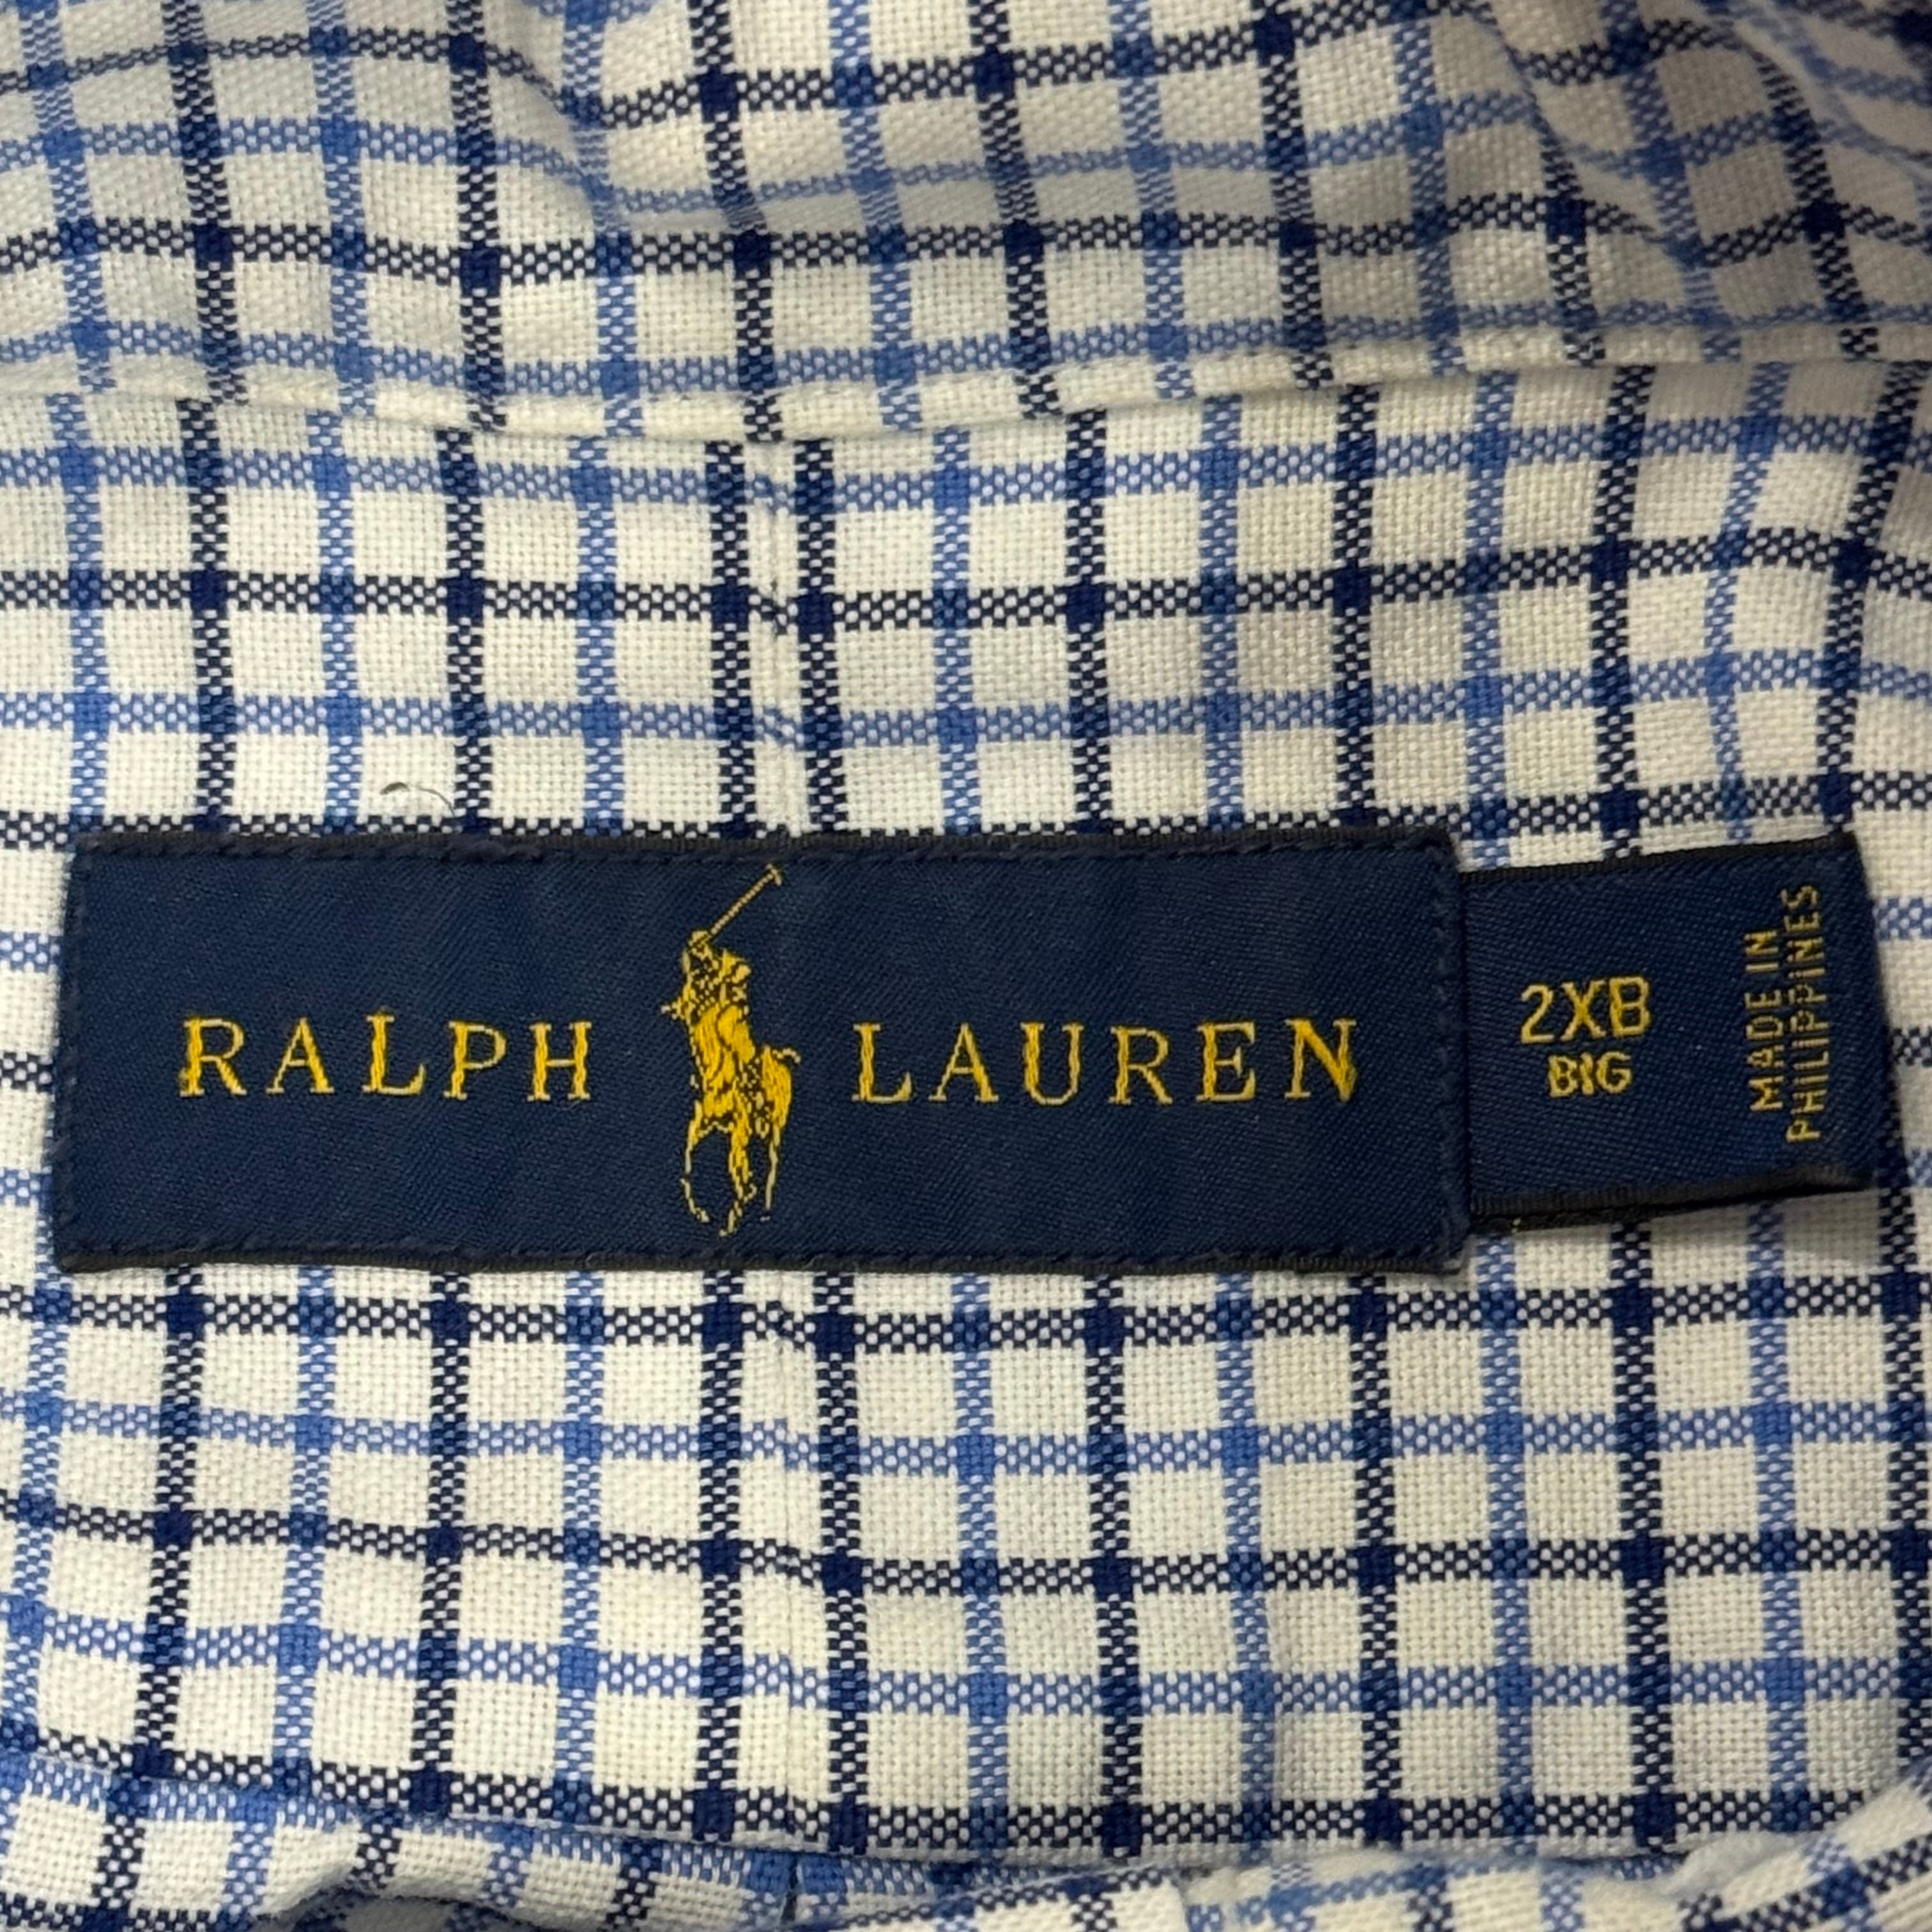 RALPH LAUREN
2XB
BIG
MADE IN
PHILIPPINES